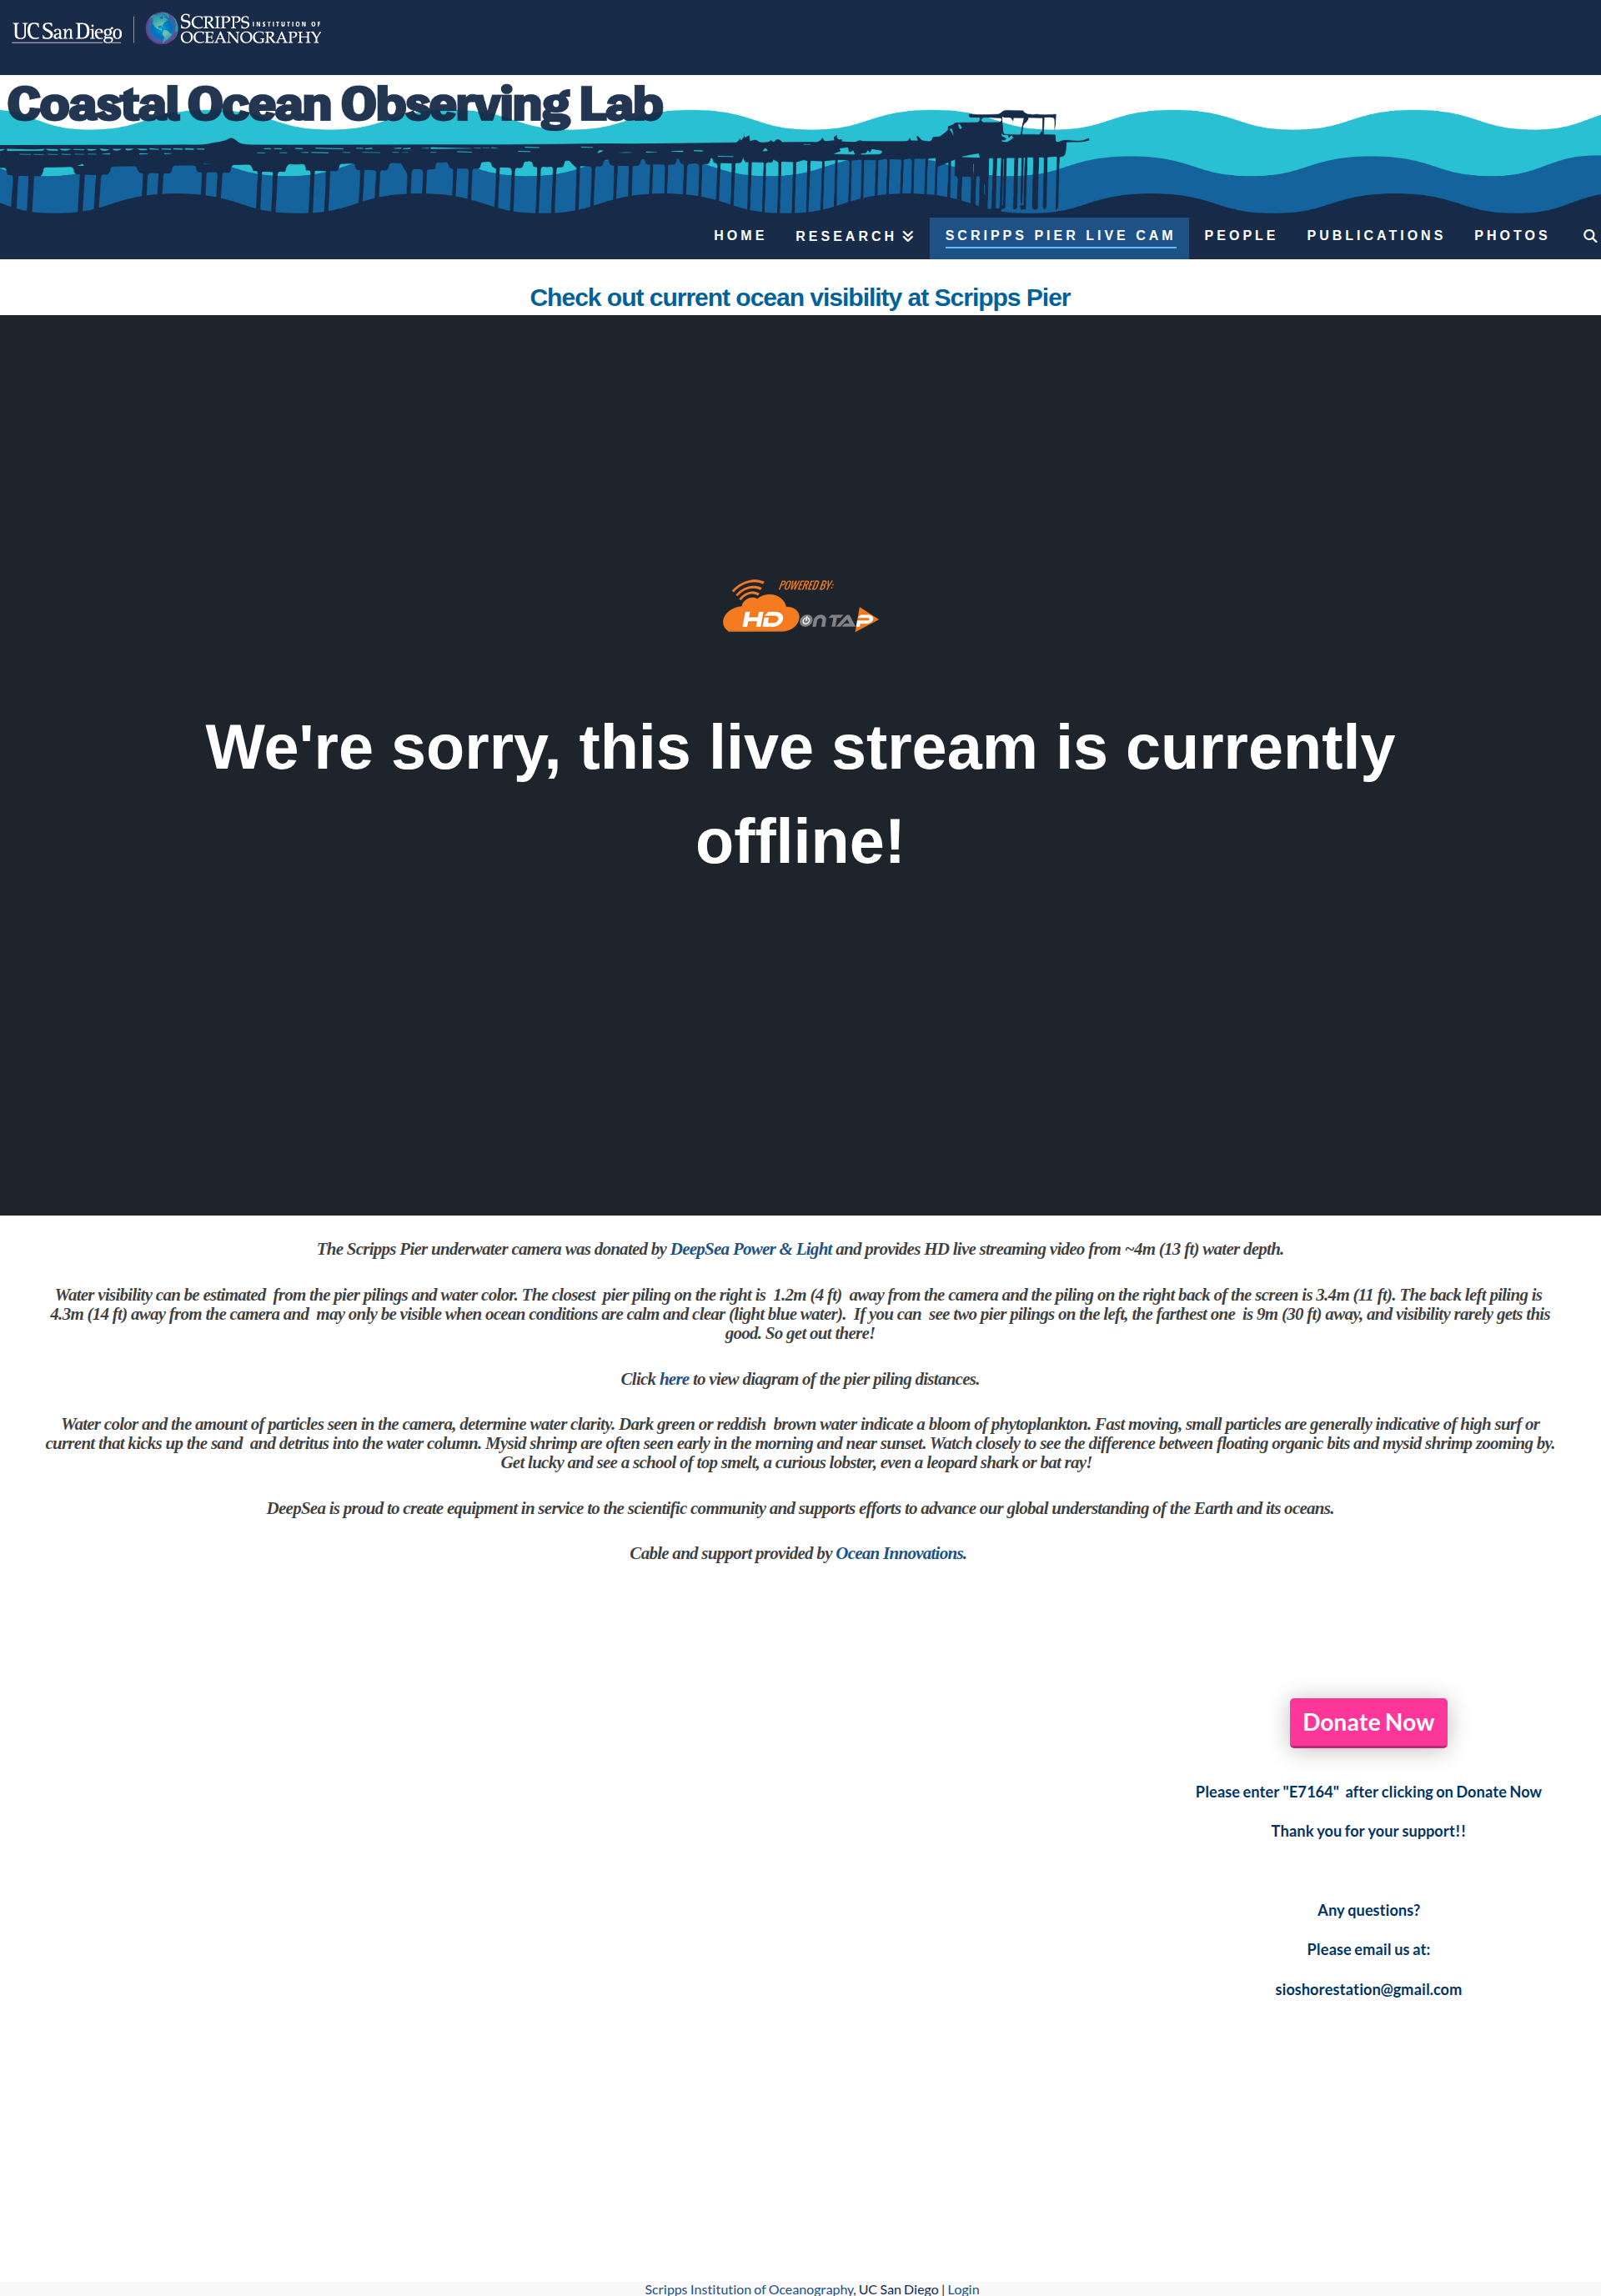 UC San Diego
SCRIPPS INSTITUTION OF
OCEANOGRAPHY
Coastal Ocean Observing Lab
HOME RESEARCH SCRIPPS PIER LIVE CAM PEOPLE PUBLICATIONS PHOTOS
Check out current ocean visibility at Scripps Pier
POWERED BY:
HD ON TAP
We're sorry, this live stream is currently
offline!
The Scripps Pier underwater camera was donated by DeepSea Power & Light and provides HD live streaming video from ~4m (13 ft) water depth.
Water visibility can be estimated from the pier pilings and water color. The closest pier piling on the right is 1.2m (4 ft) away from the camera and the piling on the right back of the screen is 3.4m (11 ft). The back left piling is
4.3m (14 ft) away from the camera and may only be visible when ocean conditions are calm and clear (light blue water). If you can see two pier pilings on the left, the farthest one is 9m (30 ft) away, and visibility rarely gets this
good. So get out there!
Click here to view diagram of the pier piling distances.
Water color and the amount of particles seen in the camera, determine water clarity. Dark green or reddish brown water indicate a bloom of phytoplankton. Fast moving, small particles are generally indicative of high surf or
current that kicks up the sand and detritus into the water column. Mysid shrimp are often seen early in the morning and near sunset. Watch closely to see the difference between floating organic bits and mysid shrimp zooming by.
Get lucky and see a school of top smelt, a curious lobster, even a leopard shark or bat ray!
DeepSea is proud to create equipment in service to the scientific community and supports efforts to advance our global understanding of the Earth and its oceans.
Cable and support provided by Ocean Innovations.
Donate Now
Please enter "E7164" after clicking on Donate Now
Thank you for your support!!
Any questions?
Please email us at:
sioshorestation@gmail.com
Scripps Institution of Oceanography, UC San Diego | Login